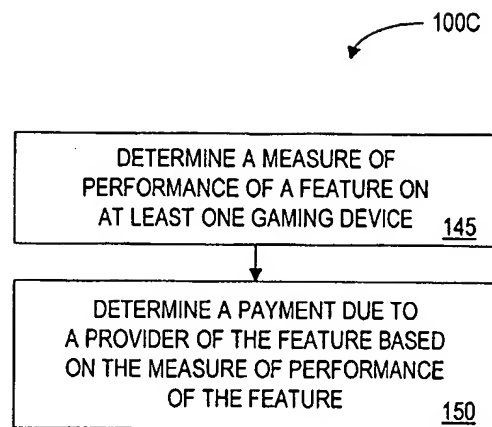 100C
DETERMINE A MEASURE OF
PERFORMANCE OF A FEATURE ON
AT LEAST ONE GAMING DEVICE
145
DETERMINE A PAYMENT DUE TO
A PROVIDER OF THE FEATURE BASED
ON THE MEASURE OF PERFORMANCE
OF THE FEATURE
150